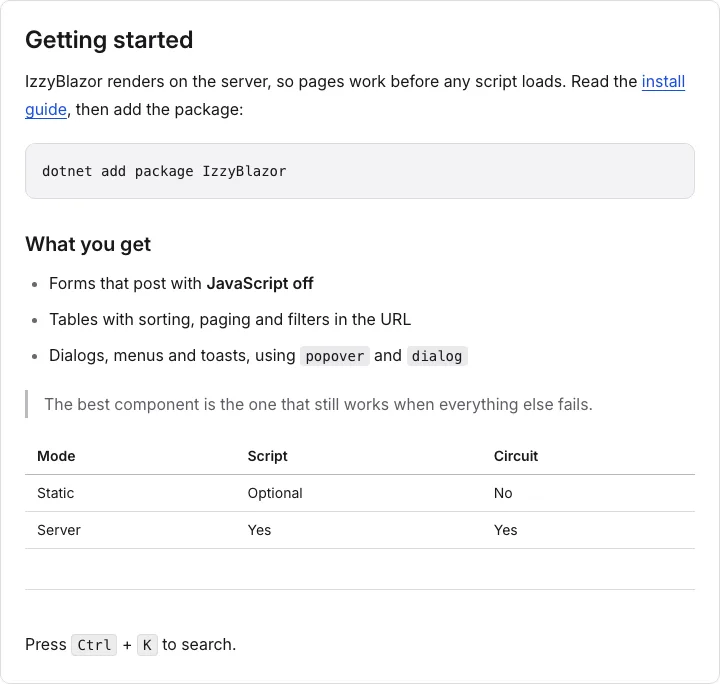 Getting started
IzzyBlazor renders on the server, so pages work before any script loads. Read the install
guide, then add the package:
dotnet add package IzzyBlazor
What you get
• Forms that post with JavaScript off
• Tables with sorting, paging and filters in the URL
• Dialogs, menus and toasts, using popover and dialog
The best component is the one that still works when everything else fails.
Mode Script Circuit
Static Optional No
Server Yes Yes
Press Ctrl + K to search.